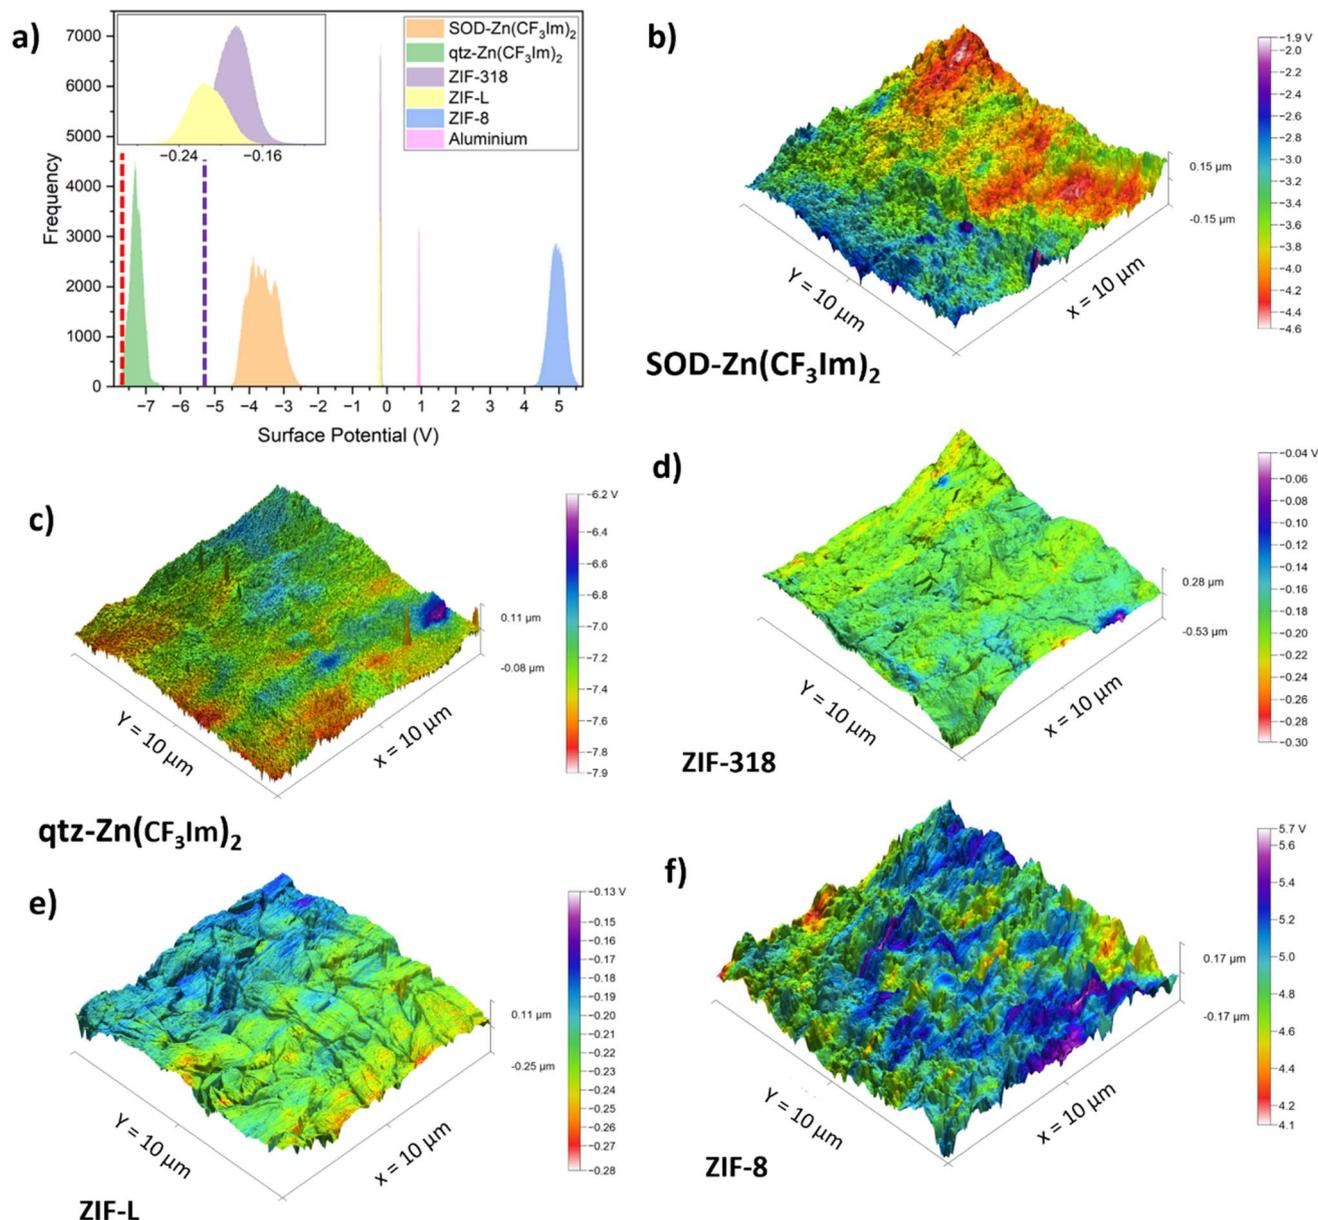 a)
7000
6000
5000
4000
3000
2000
1000
0
Frequency
−7 −6 −5 −4 −3 −2 −1 0 1 2 3 4 5
Surface Potential (V)
−0.24 −0.16
SOD-Zn(CF₃Im)₂
qtz-Zn(CF₃Im)₂
ZIF-318
ZIF-L
ZIF-8
Aluminium
b)
−1.9 V
−2.0
−2.2
−2.4
−2.6
−2.8
−3.0
−3.2
−3.4
−3.6
−3.8
−4.0
−4.2
−4.4
−4.6
0.15 µm
-0.15 µm
Y = 10 µm
x = 10 µm
SOD-Zn(CF₃Im)₂
c)
−6.2 V
−6.4
−6.6
−6.8
−7.0
−7.2
−7.4
−7.6
−7.8
−7.9
0.11 µm
-0.08 µm
Y = 10 µm
x = 10 µm
qtz-Zn(CF₃Im)₂
d)
−0.04 V
−0.06
−0.08
−0.10
−0.12
−0.14
−0.16
−0.18
−0.20
−0.22
−0.24
−0.26
−0.28
−0.30
0.28 µm
-0.53 µm
Y = 10 µm
x = 10 µm
ZIF-318
e)
−0.13 V
−0.15
−0.16
−0.17
−0.18
−0.19
−0.20
−0.21
−0.22
−0.23
−0.24
−0.25
−0.26
−0.27
−0.28
0.11 µm
-0.25 µm
Y = 10 µm
x = 10 µm
ZIF-L
f)
5.7 V
5.6
5.4
5.2
5.0
4.8
4.6
4.4
4.2
4.1
0.17 µm
-0.17 µm
Y = 10 µm
x = 10 µm
ZIF-8